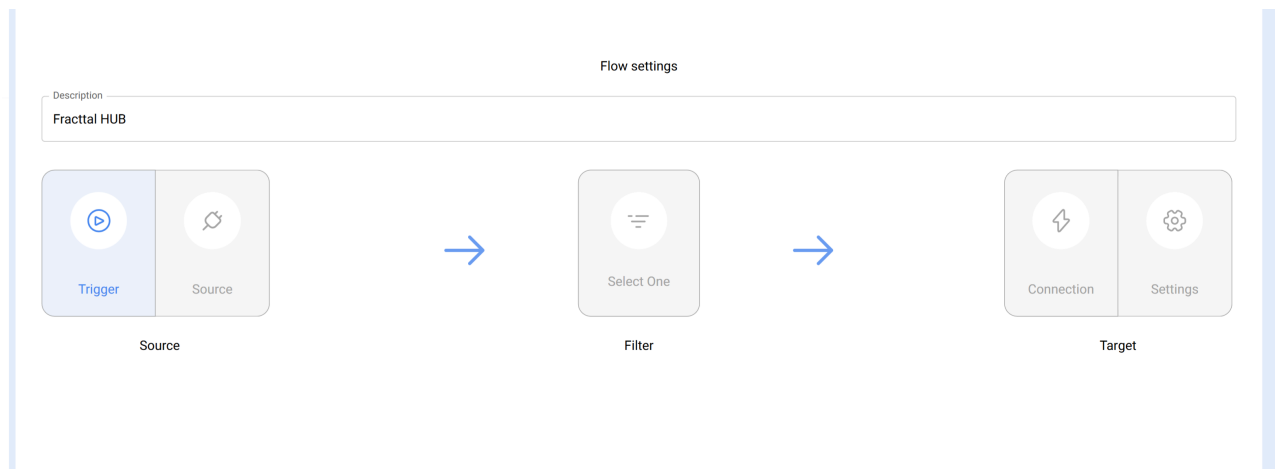 Flow settings
Description
Fracttal HUB
Trigger
Source
Select One
Connection
Settings
Source
Filter
Target